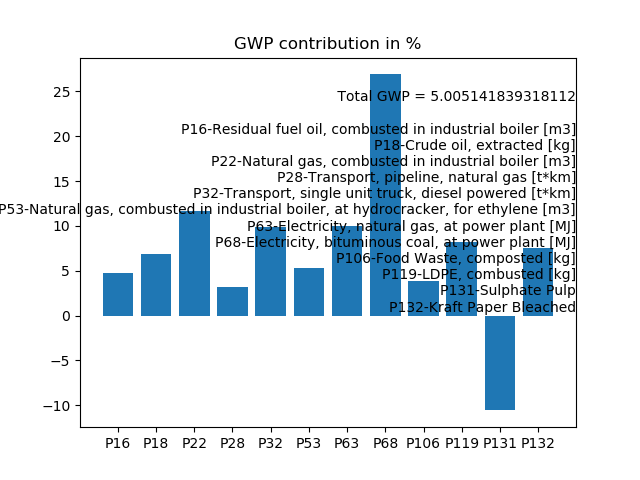 GWP contribution in %
Total GWP = 5.005141839318112
P16-Residual fuel oil, combusted in industrial boiler [m3]
P18-Crude oil, extracted [kg]
P22-Natural gas, combusted in industrial boiler [m3]
P28-Transport, pipeline, natural gas [t*km]
P32-Transport, single unit truck, diesel powered [t*km]
P53-Natural gas, combusted in industrial boiler, at hydrocracker, for ethylene [m3]
P63-Electricity, natural gas, at power plant [MJ]
P68-Electricity, bituminous coal, at power plant [MJ]
P106-Food Waste, composted [kg]
P119-LDPE, combusted [kg]
P131-Sulphate Pulp
P132-Kraft Paper Bleached
25
20
15
10
5
0
−5
−10
P16 P18 P22 P28 P32 P53 P63 P68 P106 P119 P131 P132